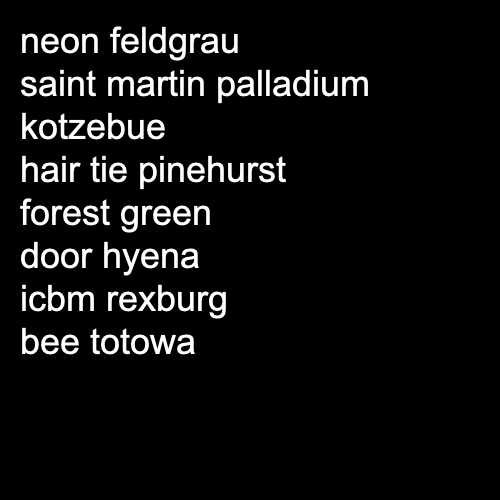 neon feldgrau
saint martin palladium
kotzebue
hair tie pinehurst
forest green
door hyena
icbm rexburg
bee totowa